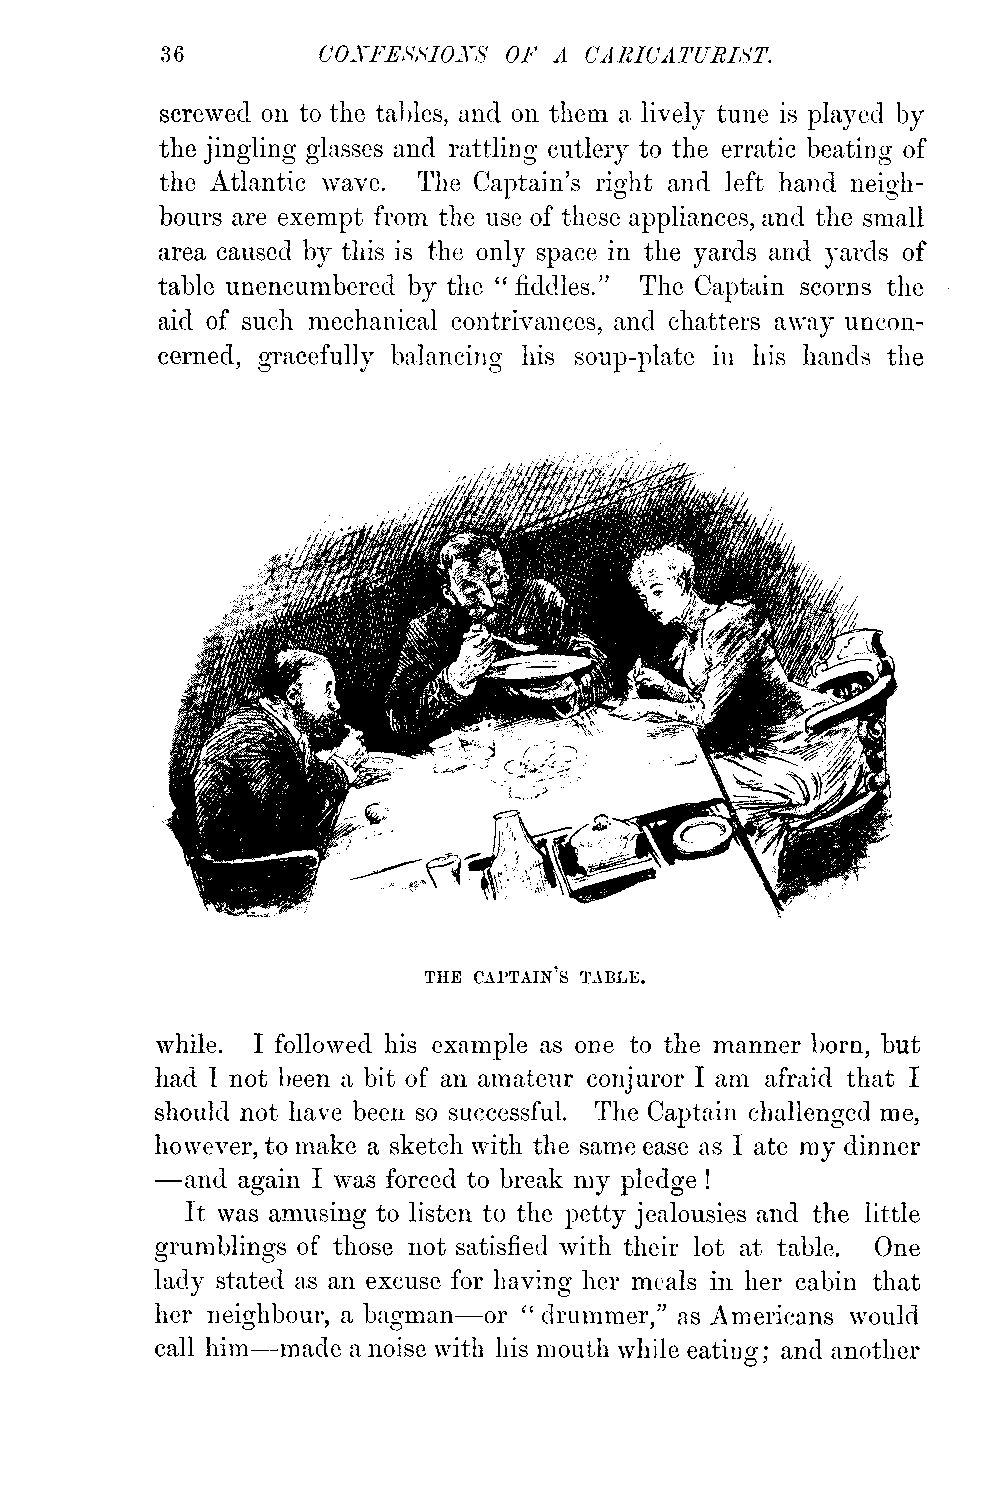 36 CONFESSIONS OF A CARICATURIST.
screwed on to the tables, and on them a lively tune is played by
the jingling glasses and rattling cutlery to the erratic beating of
the Atlantic wave. The Captain's right and left hand neigh-
bours are exempt from the use of these appliances, and the small
area caused by this is the only space in the yards and yards of
table unencumbered by the "fiddles." The Captain scorns the
aid of such mechanical contrivances, and chatters away uncon-
cerned, gracefully balancing his soup-plate in his hands the
THE CAPTAIN'S TABLE.
while. I followed his example as one to the manner born, but
had I not been a bit of an amateur conjuror I am afraid that I
should not have been so successful. The Captain challenged me,
however, to make a sketch with the same ease as I ate my dinner
—and again I was forced to break my pledge!
It was amusing to listen to the petty jealousies and the little
grumblings of those not satisfied with their lot at table. One
lady stated as an excuse for having her meals in her cabin that
her neighbour, a bagman—or "drummer," as Americans would
call him—made a noise with his mouth while eating; and another